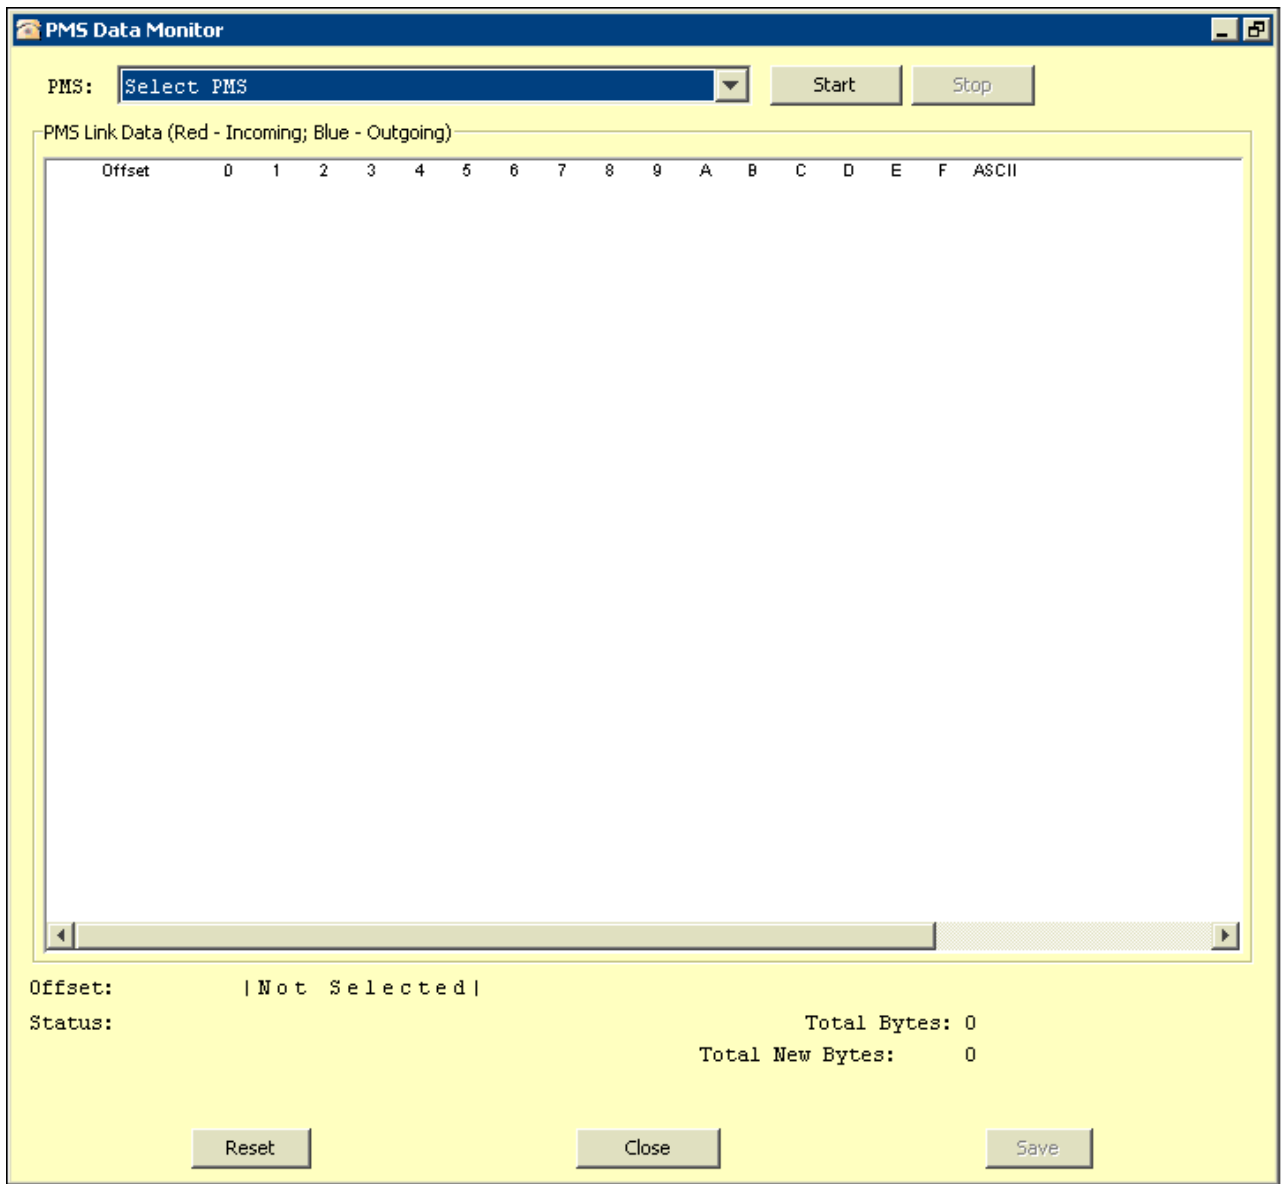 PMS Data Monitor
PMS: Select PMS Start Stop
PMS Link Data (Red - Incoming; Blue - Outgoing)
Offset 0 1 2 3 4 5 6 7 8 9 A B C D E F ASCII
Offset: |Not Selected|
Status: Total Bytes: 0
Total New Bytes: 0
Reset Close Save